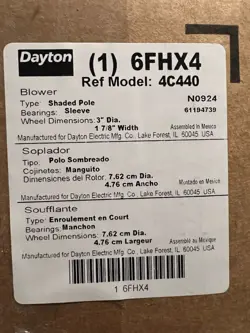 Dayton (1) 6FHX4
Ref Model: 4C440
Blower
Type: Shaded Pole N0924
Bearings: Sleeve 61194739
Wheel Dimensions: 3" Dia.
1 7/8" Width Assembled In Mexico
Manufactured for Dayton Electric Mfg. Co., Lake Forest, IL 60045 USA
Soplador
Tipo: Polo Sombreado
Cojinetes: Manguito
Dimensiones del Rotor: 7.62 cm Dia.
4.76 cm Ancho Montado en México
Manufactured for Dayton Electric Mfg. Co., Lake Forest, IL 60045 USA
Soufflante
Type: Enroulement en Court
Bearings: Manchon
Wheel Dimensions: 7.62 cm Dia.
4.76 cm Largeur Assemblé au Mexique
Manufactured for Dayton Electric Mfg. Co., Lake Forest, IL 60045 USA
1 6FHX4